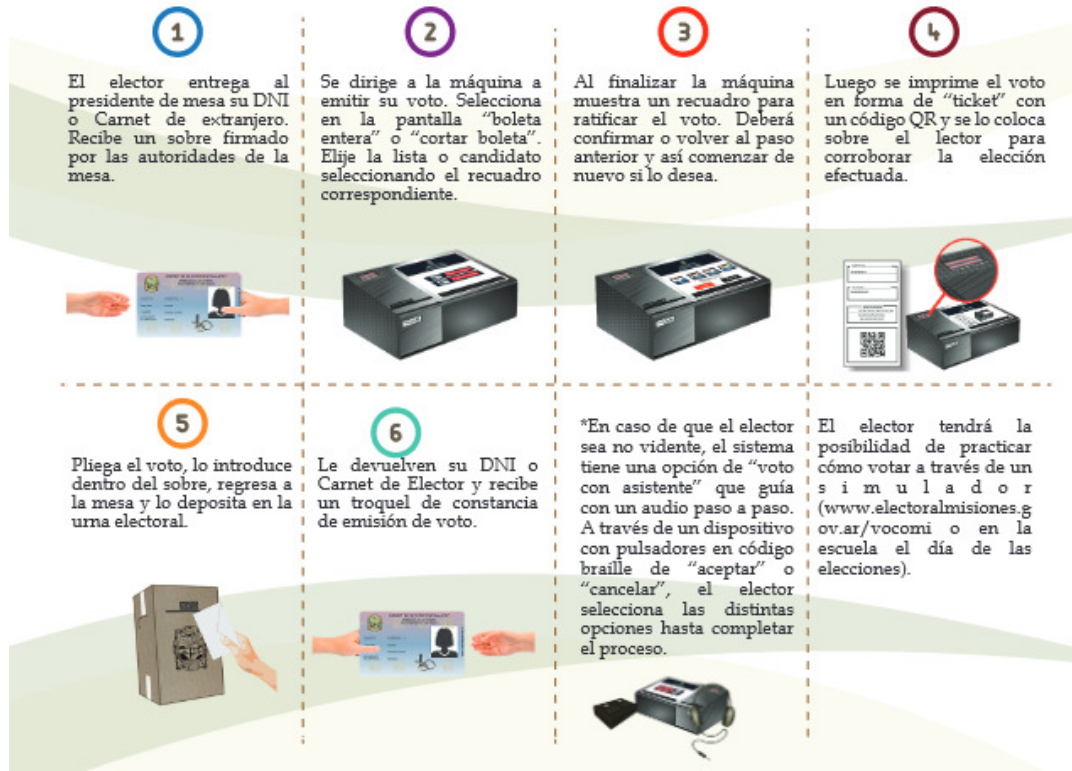 1
El elector entrega al
presidente de mesa su DNI
o Carnet de extranjero.
Recibe un sobre firmado
por las autoridades de la
mesa.
2
Se dirige a la máquina a
emitir su voto. Selecciona
en la pantalla “boleta
entera” o “cortar boleta”.
Elije la lista o candidato
seleccionando el recuadro
correspondiente.
3
Al finalizar la máquina
muestra un recuadro para
ratificar el voto. Deberá
confirmar o volver al paso
anterior y así comenzar de
nuevo si lo desea.
4
Luego se imprime el voto
en forma de “ticket” con
un código QR y se lo coloca
sobre el lector para
corroborar la elección
efectuada.
5
Pliega el voto, lo introduce
dentro del sobre, regresa a
la mesa y lo deposita en la
urna electoral.
6
Le devuelven su DNI o
Carnet de Elector y recibe
un troquel de constancia
de emisión de voto.
*En caso de que el elector
sea no vidente, el sistema
tiene una opción de “voto
con asistente” que guía
con un audio paso a paso.
A través de un dispositivo
con pulsadores en código
braille de “aceptar” o
“cancelar”, el elector
selecciona las distintas
opciones hasta completar
el proceso.
El elector tendrá la
posibilidad de practicar
cómo votar a través de un
simulador
(www.electoralmisiones.g
ov.ar/vocomi o en la
escuela el día de las
elecciones).